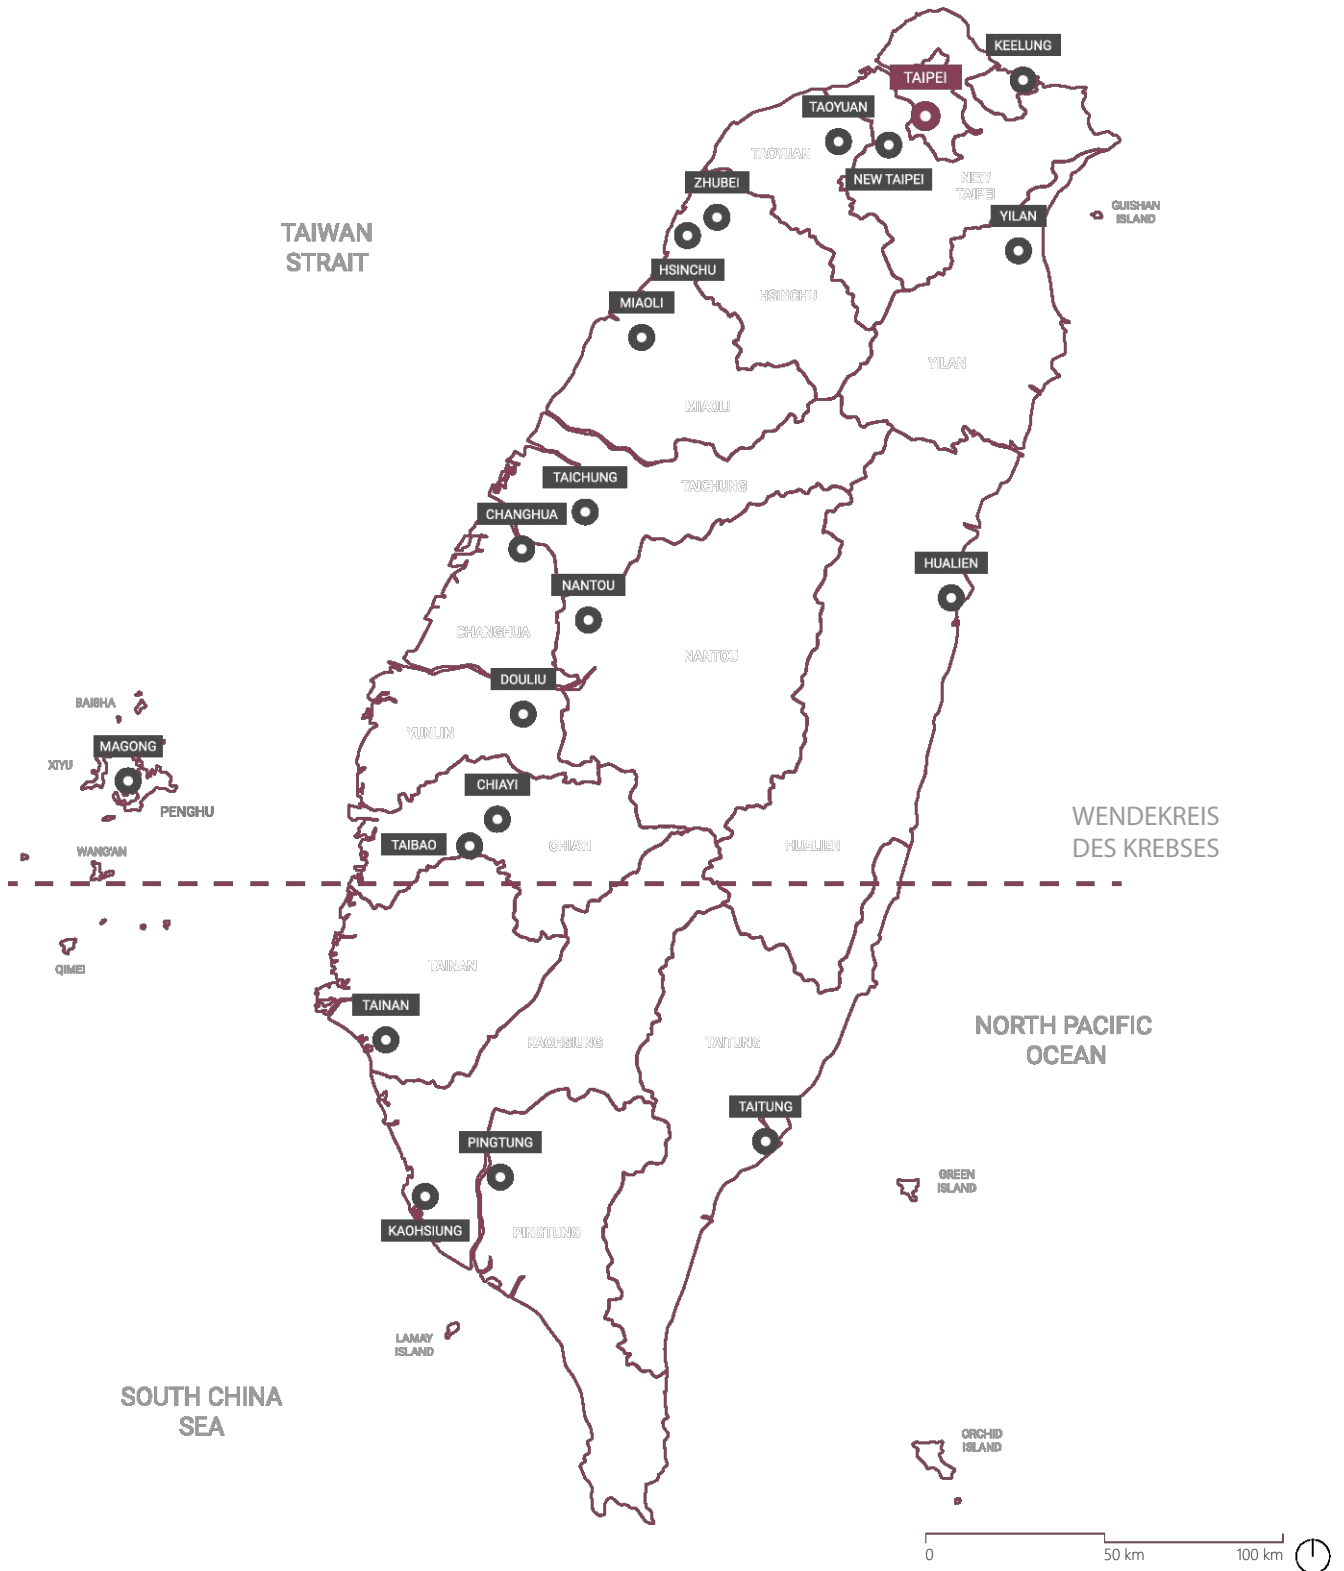 KEELUNG
TAIPEI
TAOYUAN
TAOYUAN
NEW TAIPEI
NEW
TAIPEI
ZHUBEI
YILAN
GUISHAN
ISLAND
TAIWAN
STRAIT
HSINCHU
HSINCHU
MIAOLI
YILAN
MIAOLI
TAICHUNG
TAICHUNG
CHANGHUA
HUALIEN
NANTOU
CHANGHUA
NANTOU
DOULIU
BAISHA
YUNLIN
MAGONG
XIYU
PENGHU
CHIAYI
WENDEKREIS
DES KREBSES
TAIBAO
CHIAYI
HUALIEN
WANG'AN
QIMEI
TAINAN
TAINAN
NORTH PACIFIC
OCEAN
KAOHSIUNG
TAITUNG
TAITUNG
PINGTUNG
GREEN
ISLAND
KAOHSIUNG
PINGTUNG
LAMAY
ISLAND
SOUTH CHINA
SEA
ORCHID
ISLAND
0
50 km
100 km